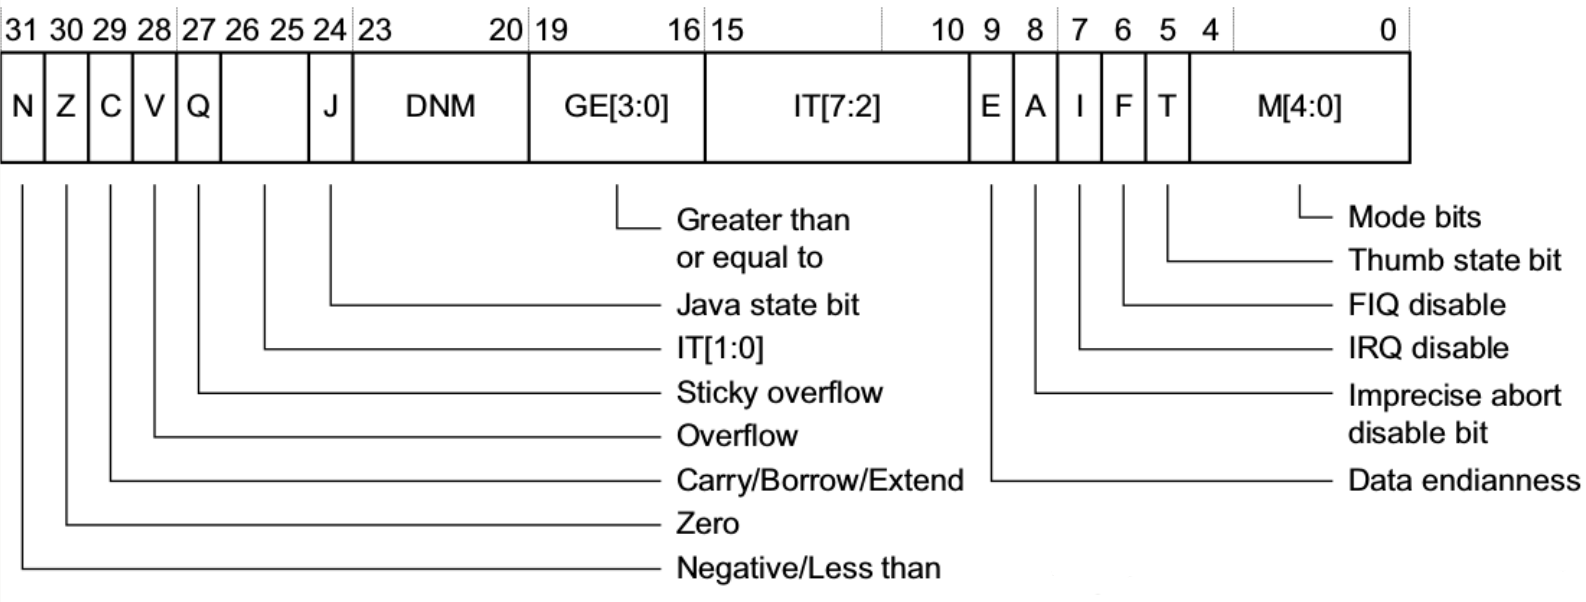 31 30 29 28 27 26 25 24 23 20 19 16 15 10 9 8 7 6 5 4 0
N Z C V Q J DNM GE[3:0] IT[7:2] E A I F T M[4:0]
Greater than
or equal to
Java state bit
IT[1:0]
Sticky overflow
Overflow
Carry/Borrow/Extend
Zero
Negative/Less than
Mode bits
Thumb state bit
FIQ disable
IRQ disable
Imprecise abort
disable bit
Data endianness